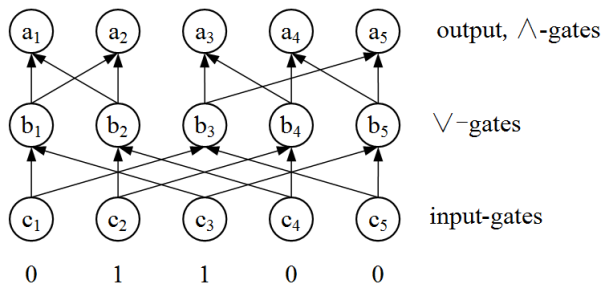 a1 a2 a3 a4 a5 output, ∧-gates
b1 b2 b3 b4 b5 ∨-gates
c1 c2 c3 c4 c5 input-gates
0 1 1 0 0